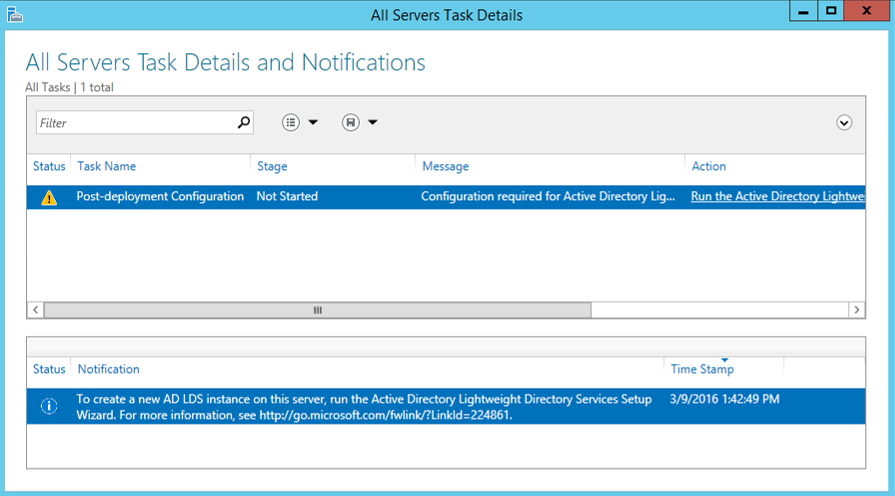 All Servers Task Details
All Servers Task Details and Notifications
All Tasks | 1 total
Filter
Status Task Name Stage Message Action
Post-deployment Configuration Not Started Configuration required for Active Directory Lig... Run the Active Directory Lightwe
Status Notification Time Stamp
To create a new AD LDS instance on this server, run the Active Directory Lightweight Directory Services Setup 3/9/2016 1:42:49 PM
Wizard. For more information, see http://go.microsoft.com/fwlink/?LinkId=224861.